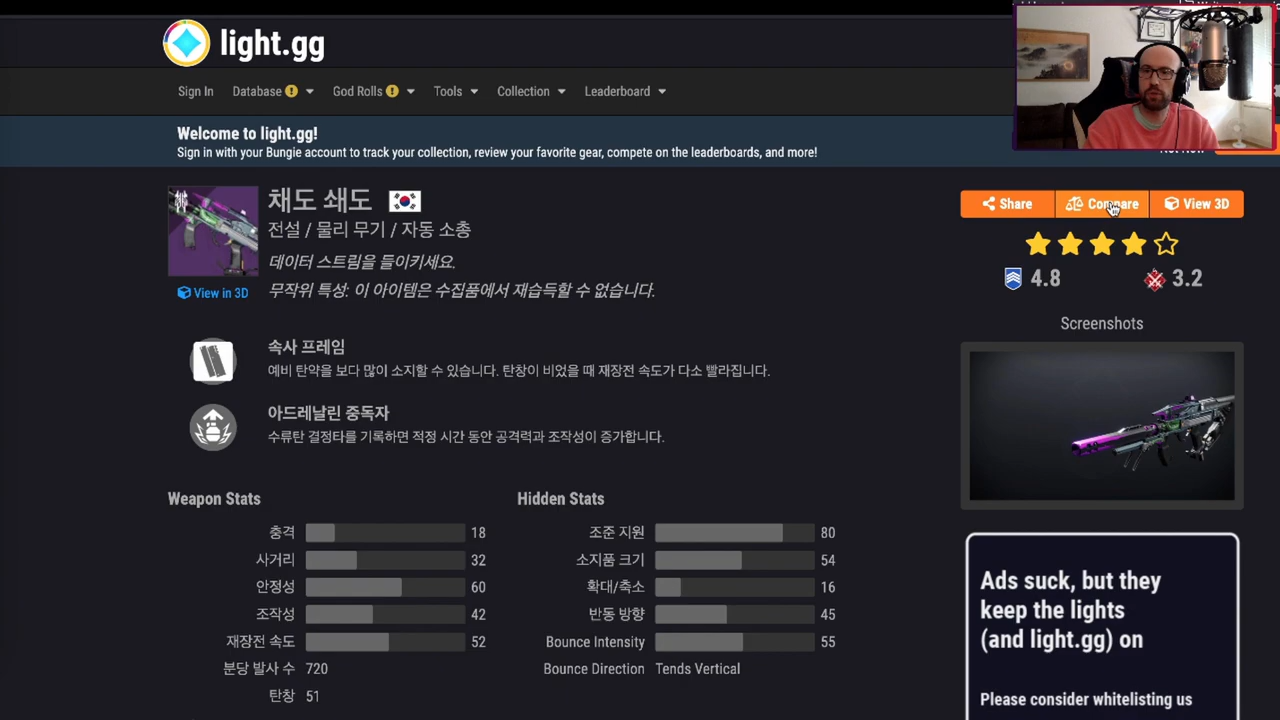 light.gg
Sign In Database God Rolls Tools Collection Leaderboard
Welcome to light.gg!
Sign in with your Bungie account to track your collection, review your favorite gear, compete on the leaderboards, and more!
채도 쇄도
전설 / 물리 무기 / 자동 소총
데이터 스트림을 들이키세요.
무작위 특성: 이 아이템은 수집품에서 재습득할 수 없습니다.
View in 3D
Share Compare View 3D
4.8 3.2
Screenshots
속사 프레임
예비 탄약을 보다 많이 소지할 수 있습니다. 탄창이 비었을 때 재장전 속도가 다소 빨라집니다.
아드레날린 중독자
수류탄 결정타를 기록하면 적정 시간 동안 공격력과 조작성이 증가합니다.
Weapon Stats
충격 18
사거리 32
안정성 60
조작성 42
재장전 속도 52
분당 발사 수 720
탄창 51
Hidden Stats
조준 지원 80
소지품 크기 54
확대/축소 16
반동 방향 45
Bounce Intensity 55
Bounce Direction Tends Vertical
Ads suck, but they
keep the lights
(and light.gg) on
Please consider whitelisting us